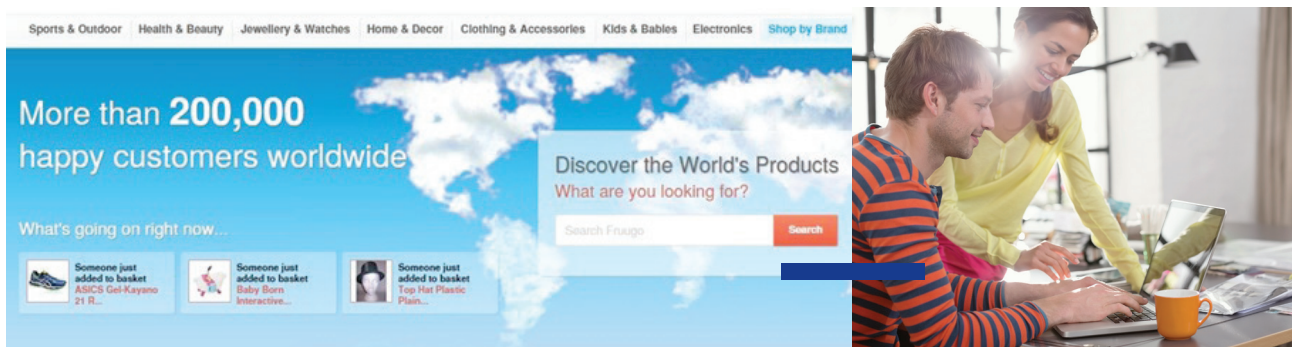 Sports & Outdoor Health & Beauty Jewellery & Watches Home & Decor Clothing & Accessories Kids & Babies Electronics Shop by Brand
More than 200,000
happy customers worldwide
Discover the World's Products
What are you looking for?
Search Fruugo Search
What's going on right now...
Someone just
added to basket
ASICS Gel-Kayano
21 R...
Someone just
added to basket
Baby Born
Interactive...
Someone just
added to basket
Top Hat Plastic
Plain...